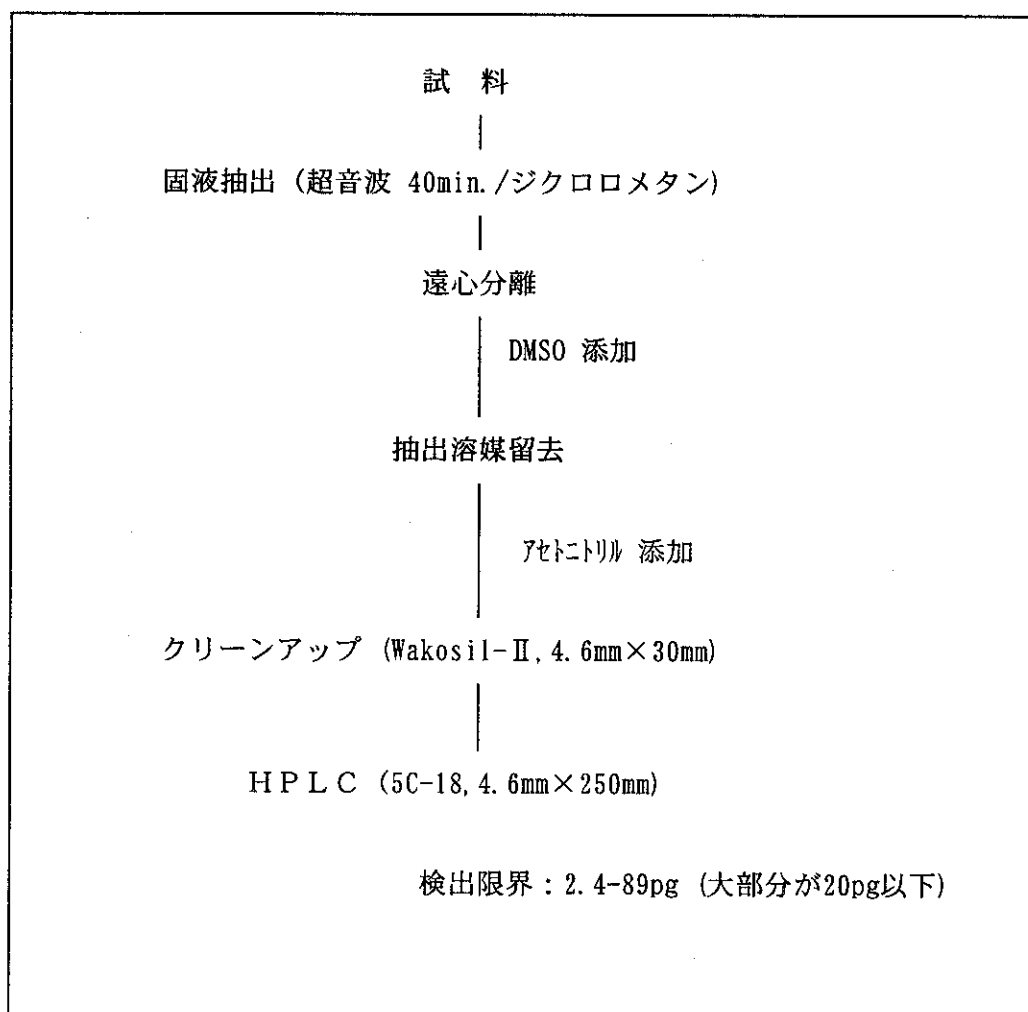 試 料
固液抽出 (超音波 40min./ジクロロメタン)
遠心分離
DMSO 添加
抽出溶媒留去
ｱｾﾄﾆﾄﾘﾙ 添加
クリーンアップ (Wakosil-Ⅱ, 4.6mm×30mm)
ＨＰＬＣ (5C-18, 4.6mm×250mm)
検出限界：2.4-89pg (大部分が20pg以下)